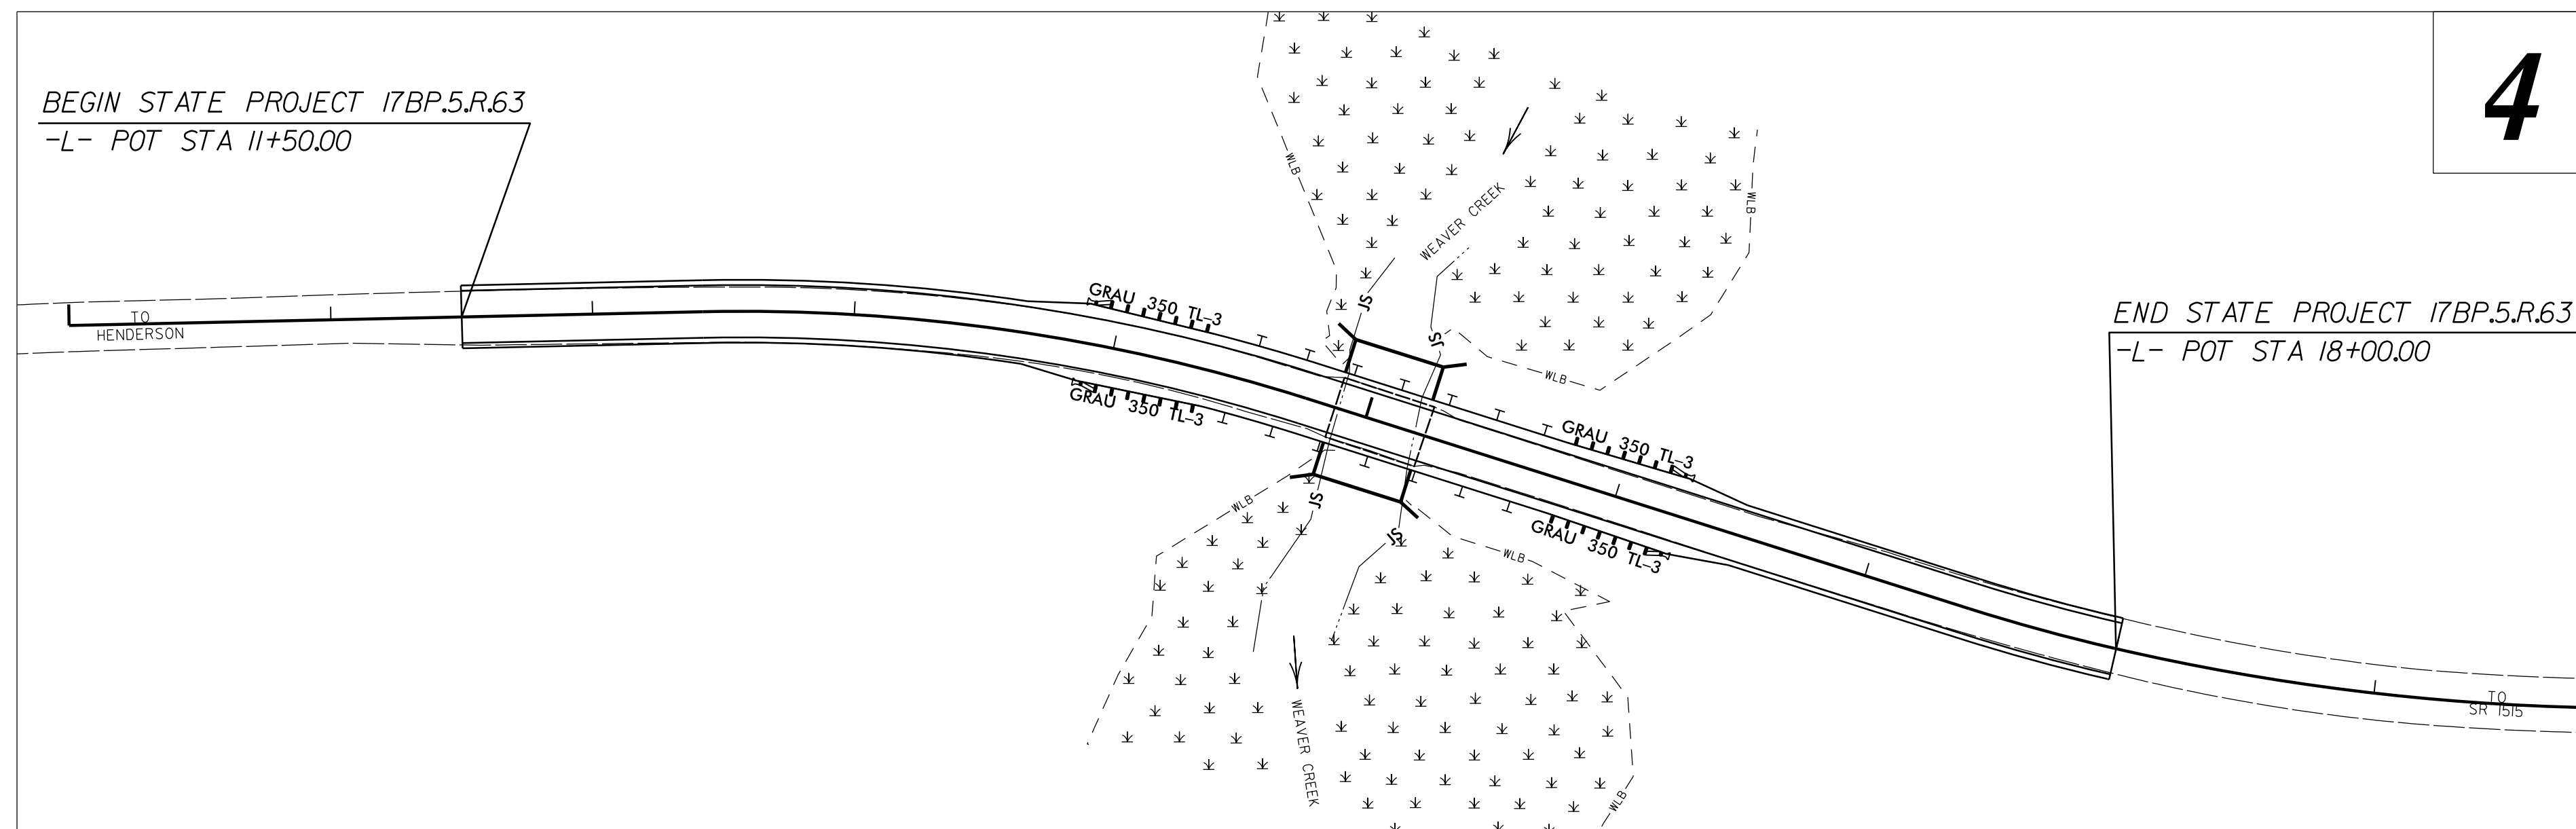 4
BEGIN STATE PROJECT 17BP.5.R.63
-L- POT STA 11+50.00
WLB
WEAVER CREEK
WLB
GRAU 350 TL-3
JS
JS
TO
HENDERSON
END STATE PROJECT 17BP.5.R.63
-L- POT STA 18+00.00
WLB
GRAU 350 TL-3
GRAU 350 TL-3
WLB
JS
JS
GRAU 350 TL-3
WLB
TO
SR 1515
WEAVER CREEK
WLB